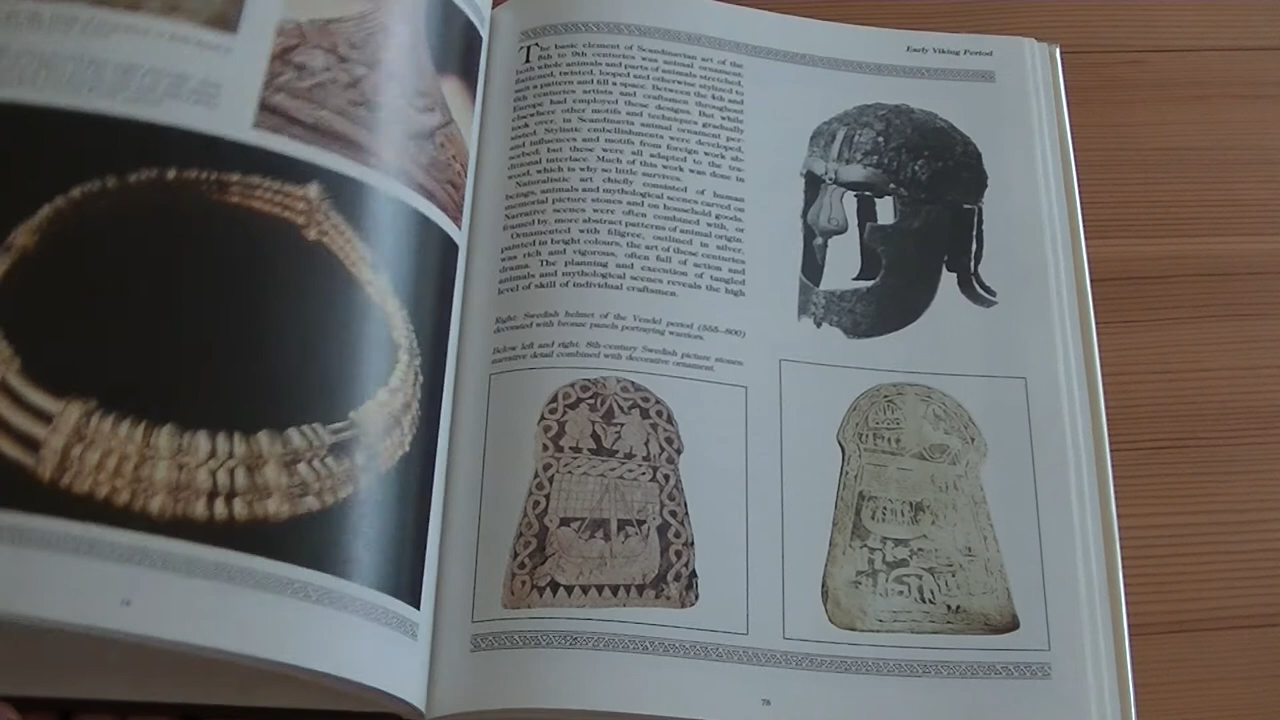 Early Viking Period
The basic element of Scandinavian art of the
8th to 9th centuries was animal ornament,
both whole animals and parts of animals stretched,
flattened, twisted, looped and otherwise stylized to
suit a pattern and fill a space. Between the 4th and
6th centuries artists and craftsmen throughout
Europe had employed these designs. But while
elsewhere other motifs and techniques gradually
took over, in Scandinavia animal ornament per-
sisted. Stylistic embellishments were developed,
and influences and motifs from foreign work ab-
sorbed; but these were all adapted to the tra-
ditional interlace. Much of this work was done in
wood, which is why so little survives.
Naturalistic art chiefly consisted of human
beings, animals and mythological scenes carved on
memorial picture stones and on household goods.
Narrative scenes were often combined with, or
framed by, more abstract patterns of animal origin.
Ornamented with filigree, outlined in silver,
painted in bright colours, the art of these centuries
was rich and vigorous, often full of action and
drama. The planning and execution of tangled
animals and mythological scenes reveals the high
level of skill of individual craftsmen.
Right: Swedish helmet of the Vendel period (555–800)
decorated with bronze panels portraying warriors.
Below left and right: 8th-century Swedish picture stones:
narrative detail combined with decorative ornament.